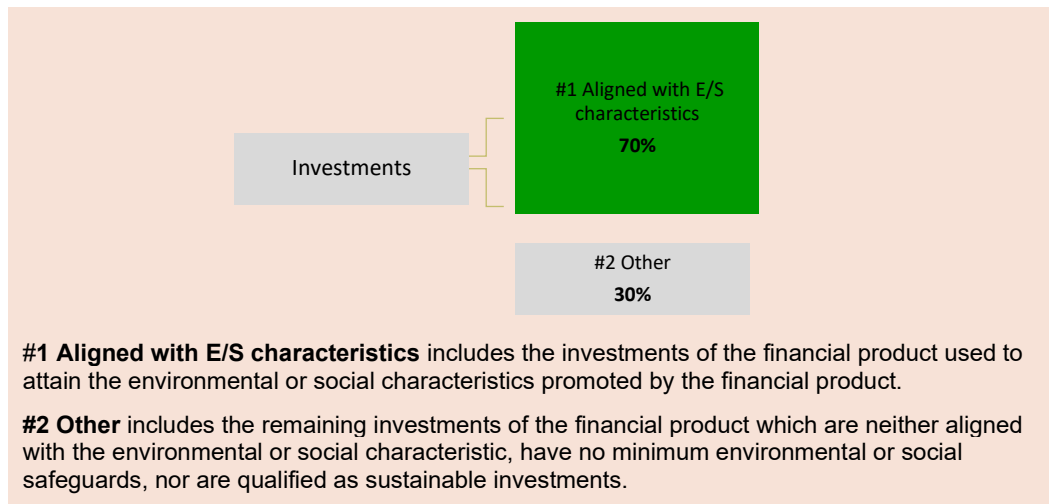 #1 Aligned with E/S
characteristics
70%
Investments
#2 Other
30%
#1 Aligned with E/S characteristics includes the investments of the financial product used to
attain the environmental or social characteristics promoted by the financial product.
#2 Other includes the remaining investments of the financial product which are neither aligned
with the environmental or social characteristic, have no minimum environmental or social
safeguards, nor are qualified as sustainable investments.